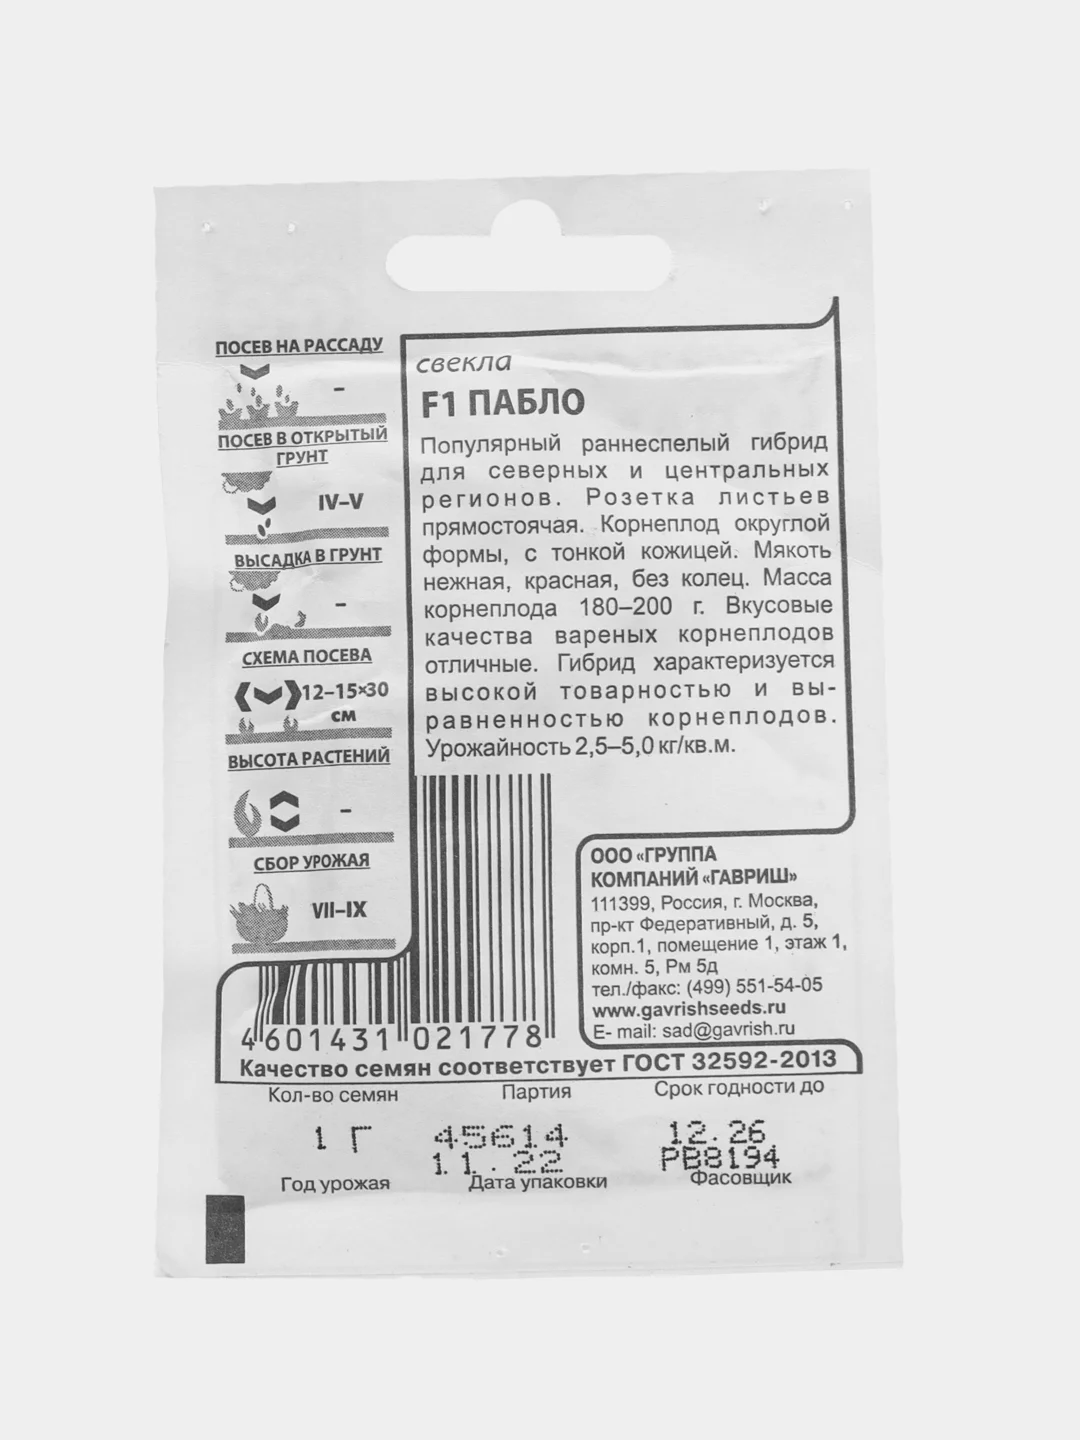 ПОСЕВ НА РАССАДУ
–
ПОСЕВ В ОТКРЫТЫЙ
ГРУНТ
IV–V
ВЫСАДКА В ГРУНТ
–
СХЕМА ПОСЕВА
12–15×30
см
ВЫСОТА РАСТЕНИЙ
–
СБОР УРОЖАЯ
VII–IX
свекла
F1 ПАБЛО
Популярный раннеспелый гибрид
для северных и центральных
регионов. Розетка листьев
прямостоячая. Корнеплод округлой
формы, с тонкой кожицей. Мякоть
нежная, красная, без колец. Масса
корнеплода 180–200 г. Вкусовые
качества вареных корнеплодов
отличные. Гибрид характеризуется
высокой товарностью и вы-
равненностью корнеплодов.
Урожайность 2,5–5,0 кг/кв.м.
ООО «ГРУППА
КОМПАНИЙ «ГАВРИШ»
111399, Россия, г. Москва,
пр-кт Федеративный, д. 5,
корп.1, помещение 1, этаж 1,
комн. 5, Рм 5д
тел./факс: (499) 551-54-05
www.gavrishseeds.ru
E- mail: sad@gavrish.ru
4 601431 021778
Качество семян соответствует ГОСТ 32592-2013
Кол-во семян Партия Срок годности до
1 Г 45614 12.26
11.22 РВ8194
Год урожая Дата упаковки Фасовщик